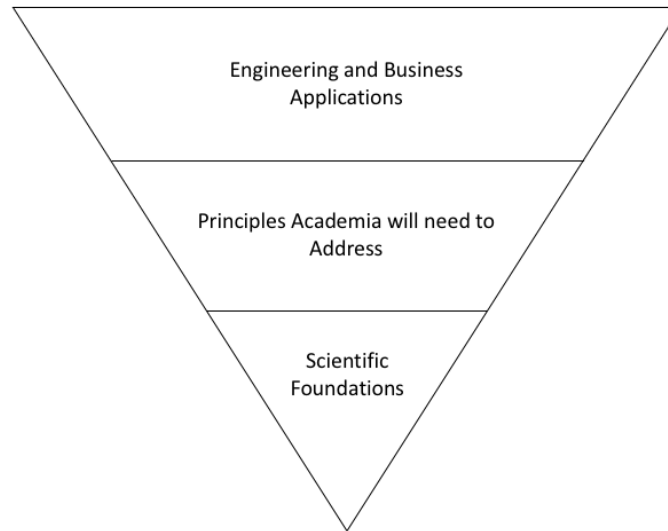 Engineering and Business
Applications
Principles Academia will need to
Address
Scientific
Foundations